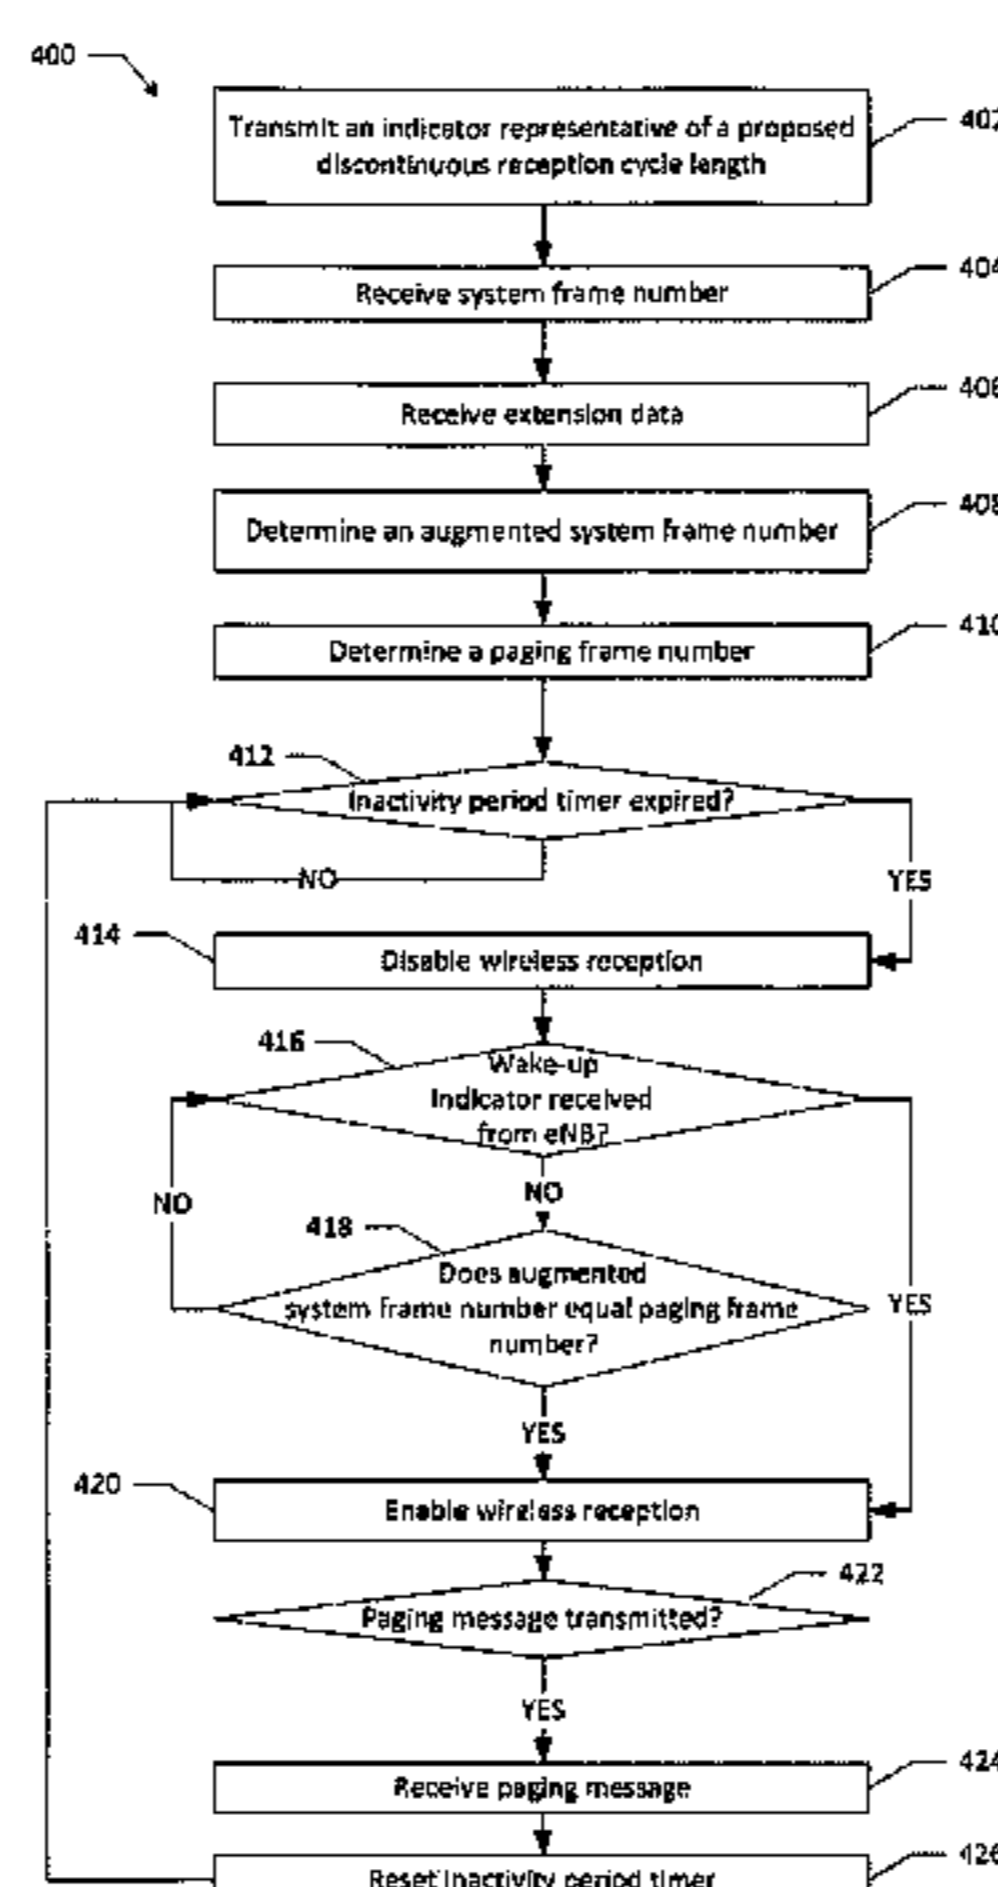 400
Transmit an indicator representative of a proposed
discontinuous reception cycle length
402
Receive system frame number
404
Receive extension data
406
Determine an augmented system frame number
408
Determine a paging frame number
410
412
Inactivity period timer expired?
NO
YES
414
Disable wireless reception
416
Wake-up
indicator received
from eNB?
NO
NO
418
Does augmented
system frame number equal paging frame
number?
YES
YES
420
Enable wireless reception
422
Paging message transmitted?
YES
424
Receive paging message
426
Reset inactivity period timer